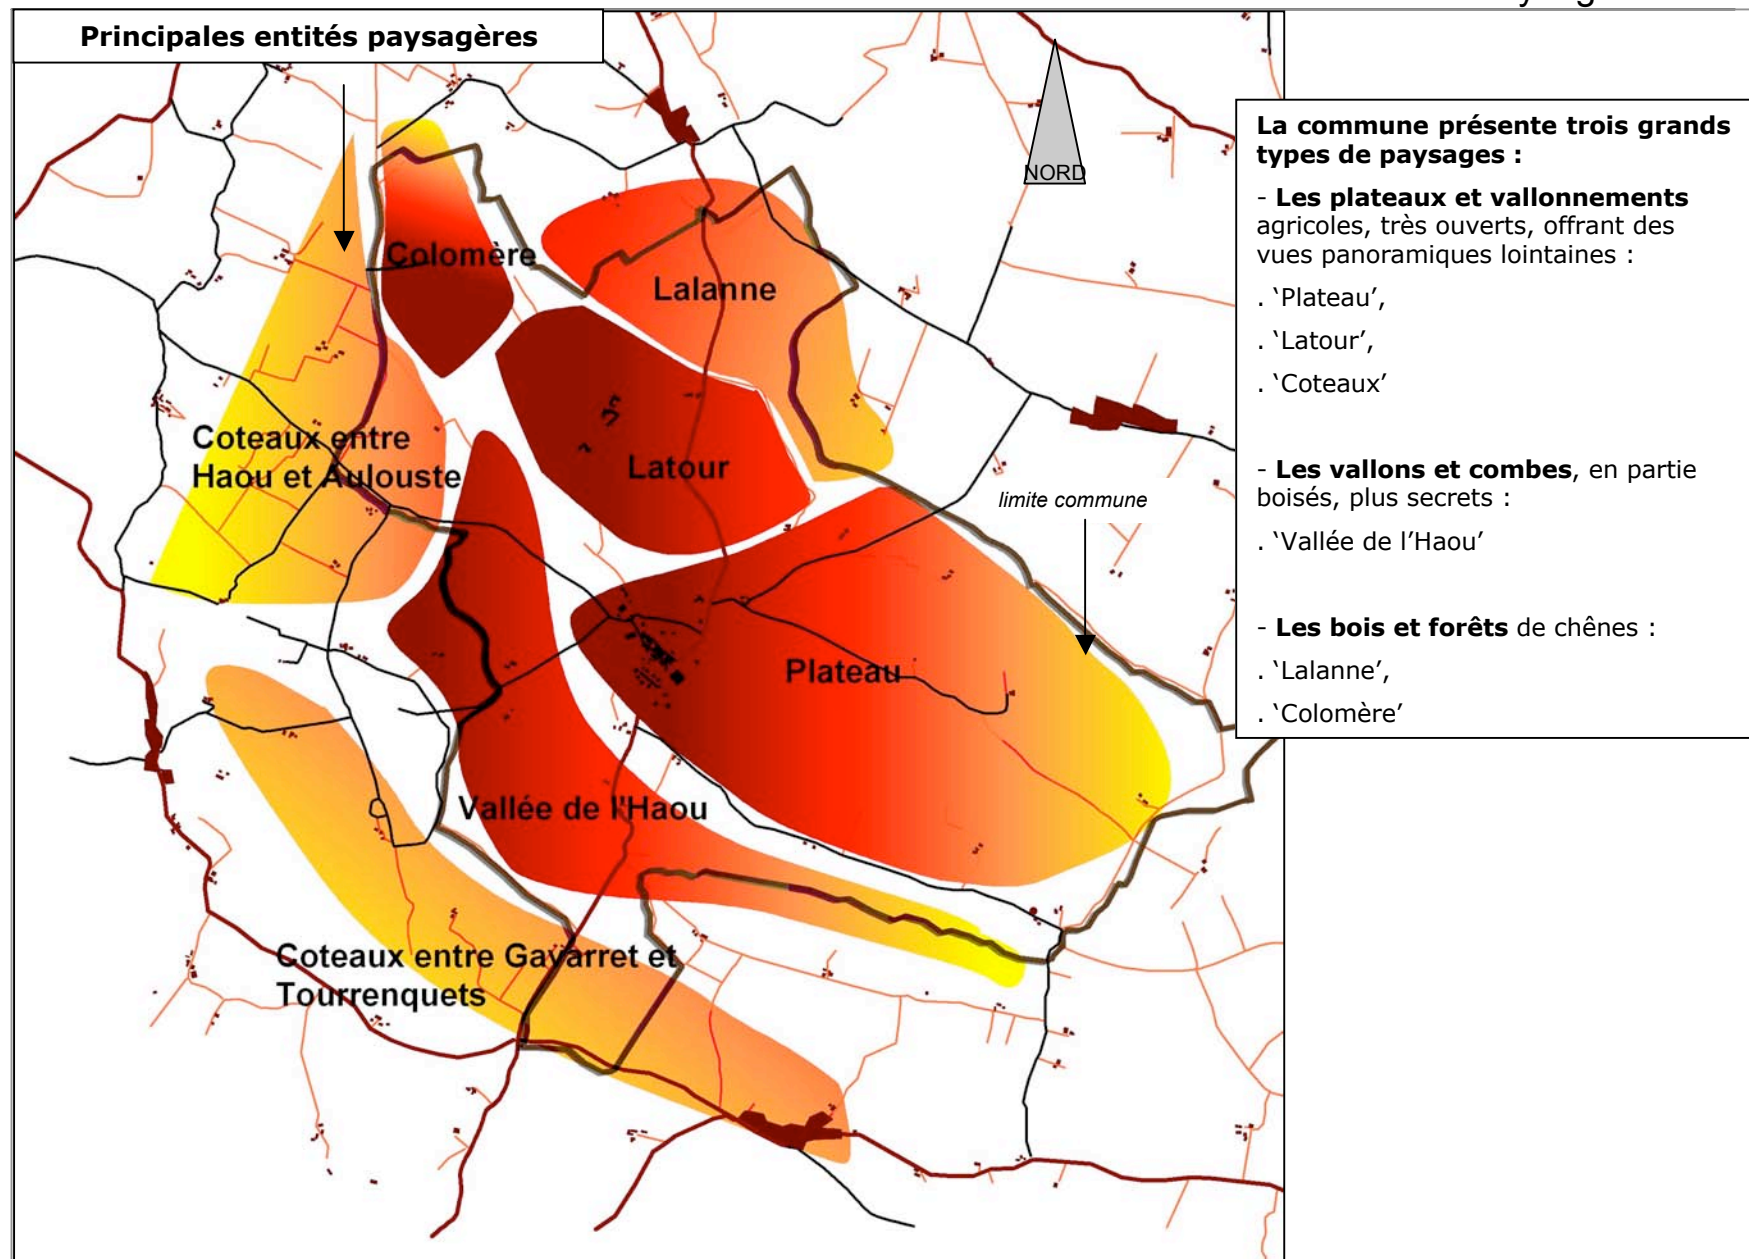 Principales entités paysagères
NORD
Colomère
Lalanne
Coteaux entre
Haou et Aulouste
Latour
limite commune
Plateau
Vallée de l'Haou
Coteaux entre Gavarret et
Tourrenquets
La commune présente trois grands
types de paysages :
- Les plateaux et vallonnements
agricoles, très ouverts, offrant des
vues panoramiques lointaines :
. ‘Plateau’,
. ‘Latour’,
. ‘Coteaux’
- Les vallons et combes, en partie
boisés, plus secrets :
. ‘Vallée de l’Haou’
- Les bois et forêts de chênes :
. ‘Lalanne’,
. ‘Colomère’